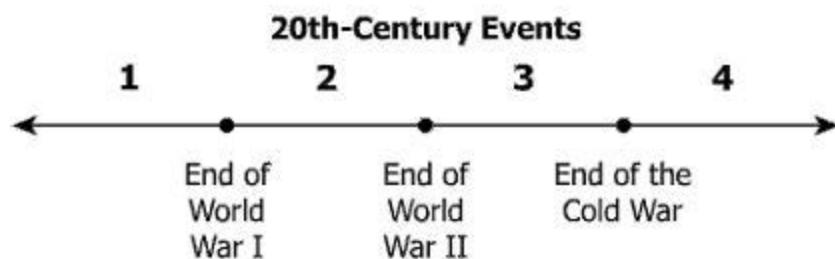 20th-Century Events
1 2 3 4
End of World War I
End of World War II
End of the Cold War